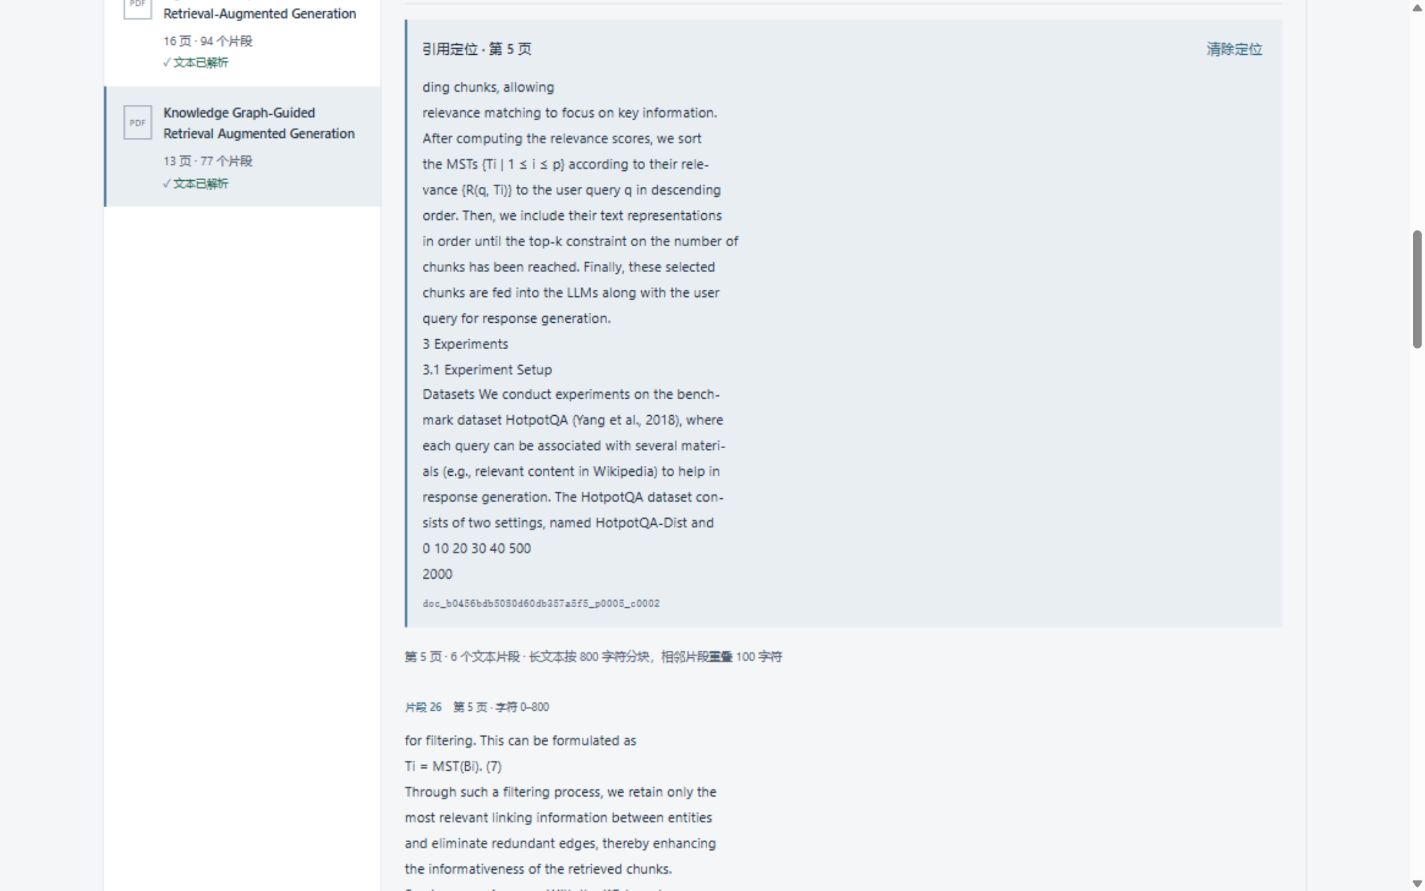 PDF
Retrieval-Augmented Generation
16 页 · 94 个片段
✓ 文本已解析
PDF
Knowledge Graph-Guided
Retrieval Augmented Generation
13 页 · 77 个片段
✓ 文本已解析
引用定位 · 第 5 页
清除定位
ding chunks, allowing
relevance matching to focus on key information.
After computing the relevance scores, we sort
the MSTs {Ti | 1 ≤ i ≤ p} according to their rele-
vance {R(q, Ti)} to the user query q in descending
order. Then, we include their text representations
in order until the top-k constraint on the number of
chunks has been reached. Finally, these selected
chunks are fed into the LLMs along with the user
query for response generation.
3 Experiments
3.1 Experiment Setup
Datasets We conduct experiments on the bench-
mark dataset HotpotQA (Yang et al., 2018), where
each query can be associated with several materi-
als (e.g., relevant content in Wikipedia) to help in
response generation. The HotpotQA dataset con-
sists of two settings, named HotpotQA-Dist and
0 10 20 30 40 500
2000
doc_b0456bdb5080d60db357a5f5_p0005_c0002
第 5 页 · 6 个文本片段 · 长文本按 800 字符分块，相邻片段重叠 100 字符
片段 26 第 5 页 · 字符 0–800
for filtering. This can be formulated as
Ti = MST(Bi). (7)
Through such a filtering process, we retain only the
most relevant linking information between entities
and eliminate redundant edges, thereby enhancing
the informativeness of the retrieved chunks.